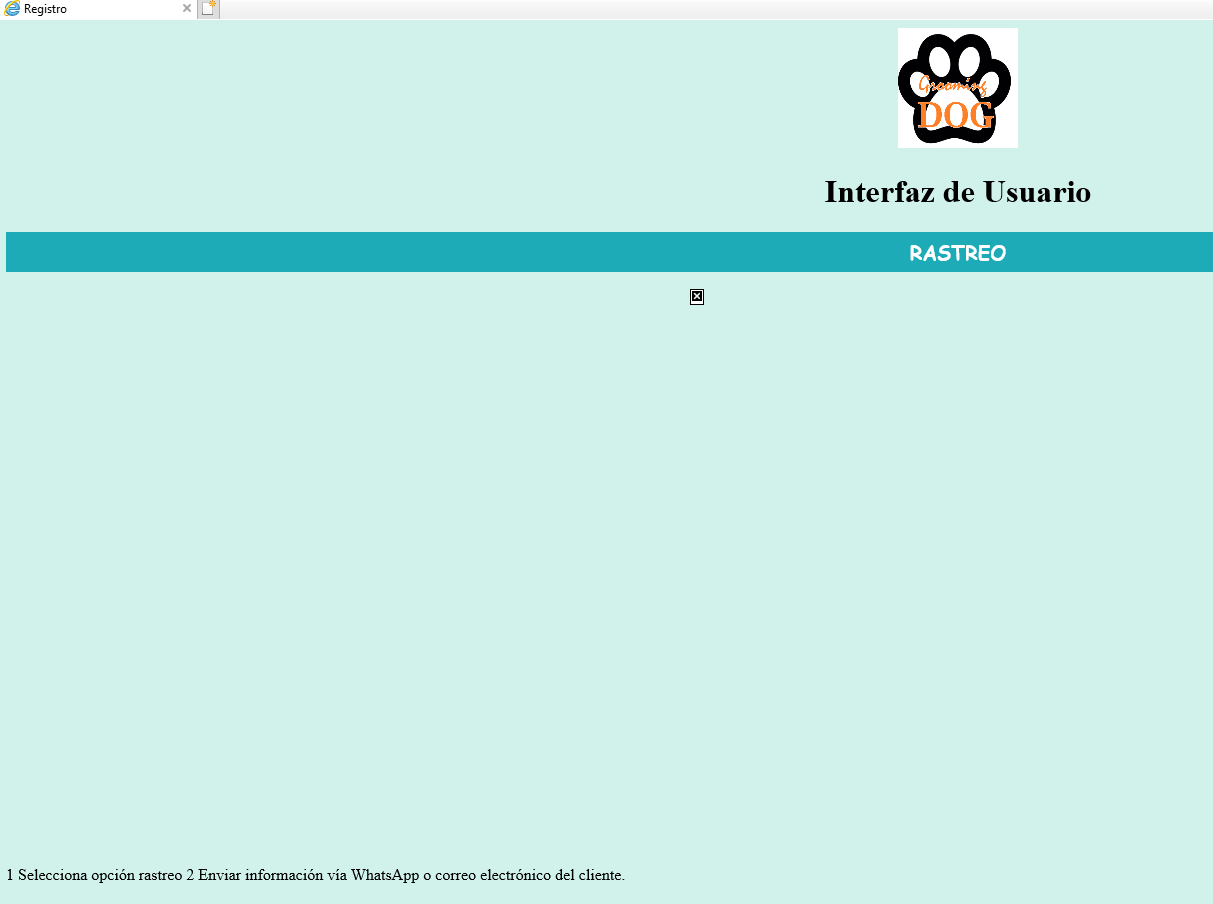 Registro
Grooming
DOG
Interfaz de Usuario
RASTREO
1 Selecciona opción rastreo 2 Enviar información vía WhatsApp o correo electrónico del cliente.